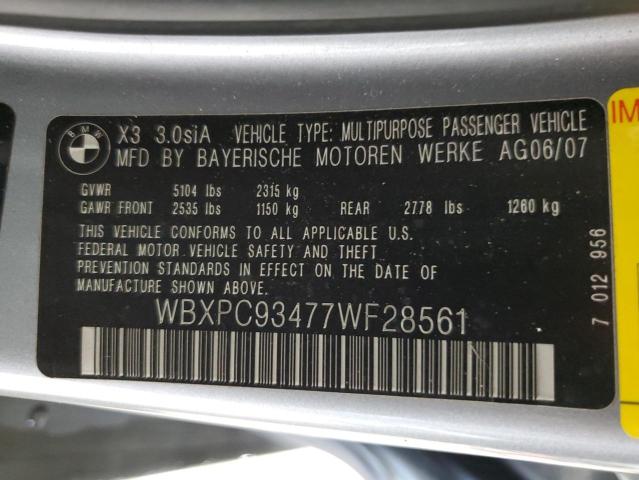 BMW
X3 3.0siA VEHICLE TYPE: MULTIPURPOSE PASSENGER VEHICLE
MFD BY BAYERISCHE MOTOREN WERKE AG06/07
GVWR 5104 lbs 2315 kg
GAWR FRONT 2535 lbs 1150 kg REAR 2778 lbs 1260 kg
THIS VEHICLE CONFORMS TO ALL APPLICABLE U.S.
FEDERAL MOTOR VEHICLE SAFETY AND THEFT
PREVENTION STANDARDS IN EFFECT ON THE DATE OF
MANUFACTURE SHOWN ABOVE.
WBXPC93477WF28561
7 012 956
IM